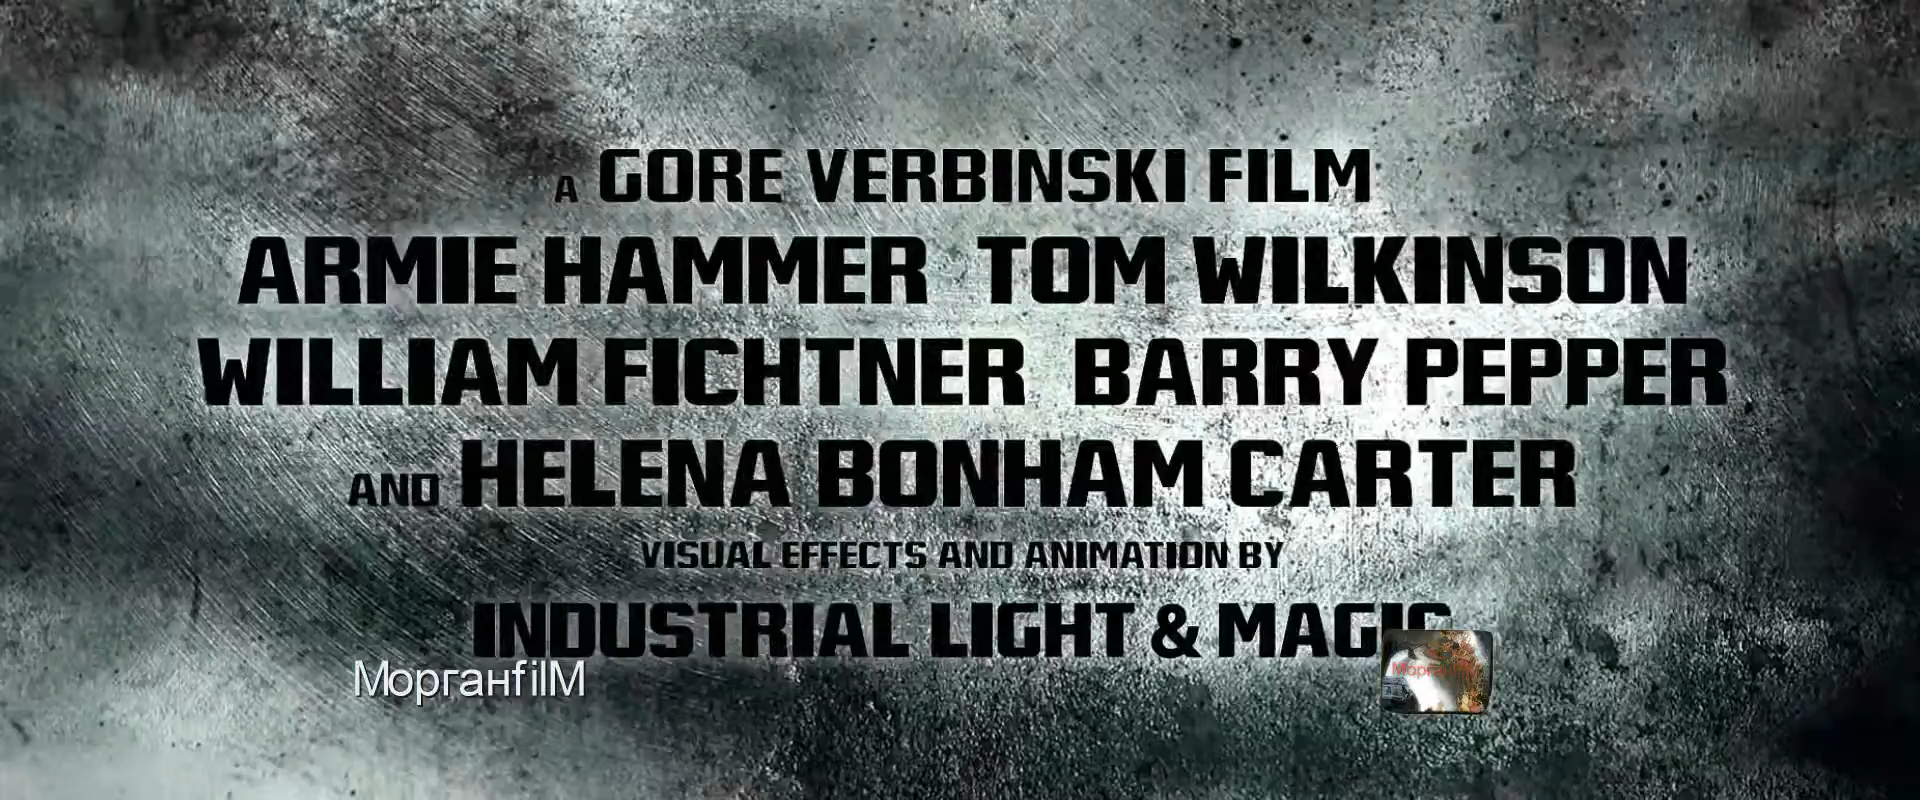 A GORE VERBINSKI FILM
ARMIE HAMMER TOM WILKINSON
WILLIAM FICHTNER BARRY PEPPER
AND HELENA BONHAM CARTER
VISUAL EFFECTS AND ANIMATION BY
INDUSTRIAL LIGHT & MAGIC
МорганfilM